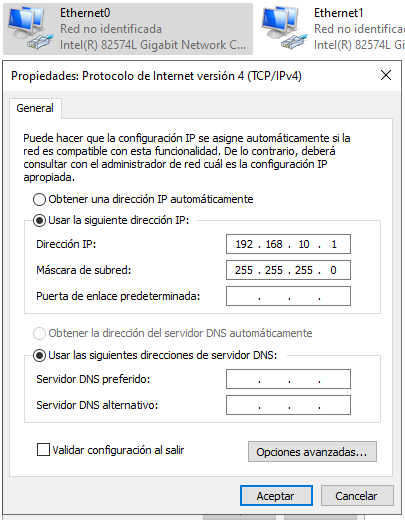 Ethernet0
Red no identificada
Intel(R) 82574L Gigabit Network C...
Ethernet1
Red no identificada
Intel(R) 82574L Gigabit N
Propiedades: Protocolo de Internet versión 4 (TCP/IPv4)
General
Puede hacer que la configuración IP se asigne automáticamente si la
red es compatible con esta funcionalidad. De lo contrario, deberá
consultar con el administrador de red cuál es la configuración IP
apropiada.
Obtener una dirección IP automáticamente
Usar la siguiente dirección IP:
Dirección IP: 192 . 168 . 10 . 1
Máscara de subred: 255 . 255 . 255 . 0
Puerta de enlace predeterminada: . . .
Obtener la dirección del servidor DNS automáticamente
Usar las siguientes direcciones de servidor DNS:
Servidor DNS preferido: . . .
Servidor DNS alternativo: . . .
Validar configuración al salir
Opciones avanzadas...
Aceptar
Cancelar